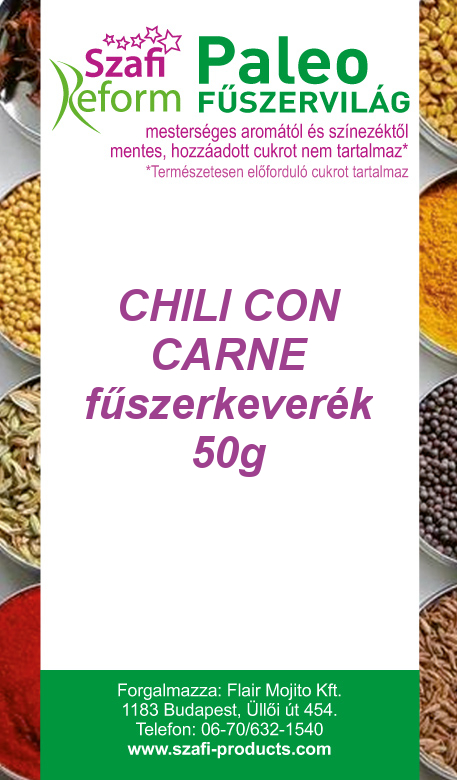 Szafi
Reform
Paleo
FŰSZERVILÁG
mesterséges aromától és színezéktől
mentes, hozzáadott cukrot nem tartalmaz*
*Természetesen előforduló cukrot tartalmaz
CHILI CON
CARNE
fűszerkeverék
50g
Forgalmazza: Flair Mojito Kft.
1183 Budapest, Üllői út 454.
Telefon: 06-70/632-1540
www.szafi-products.com